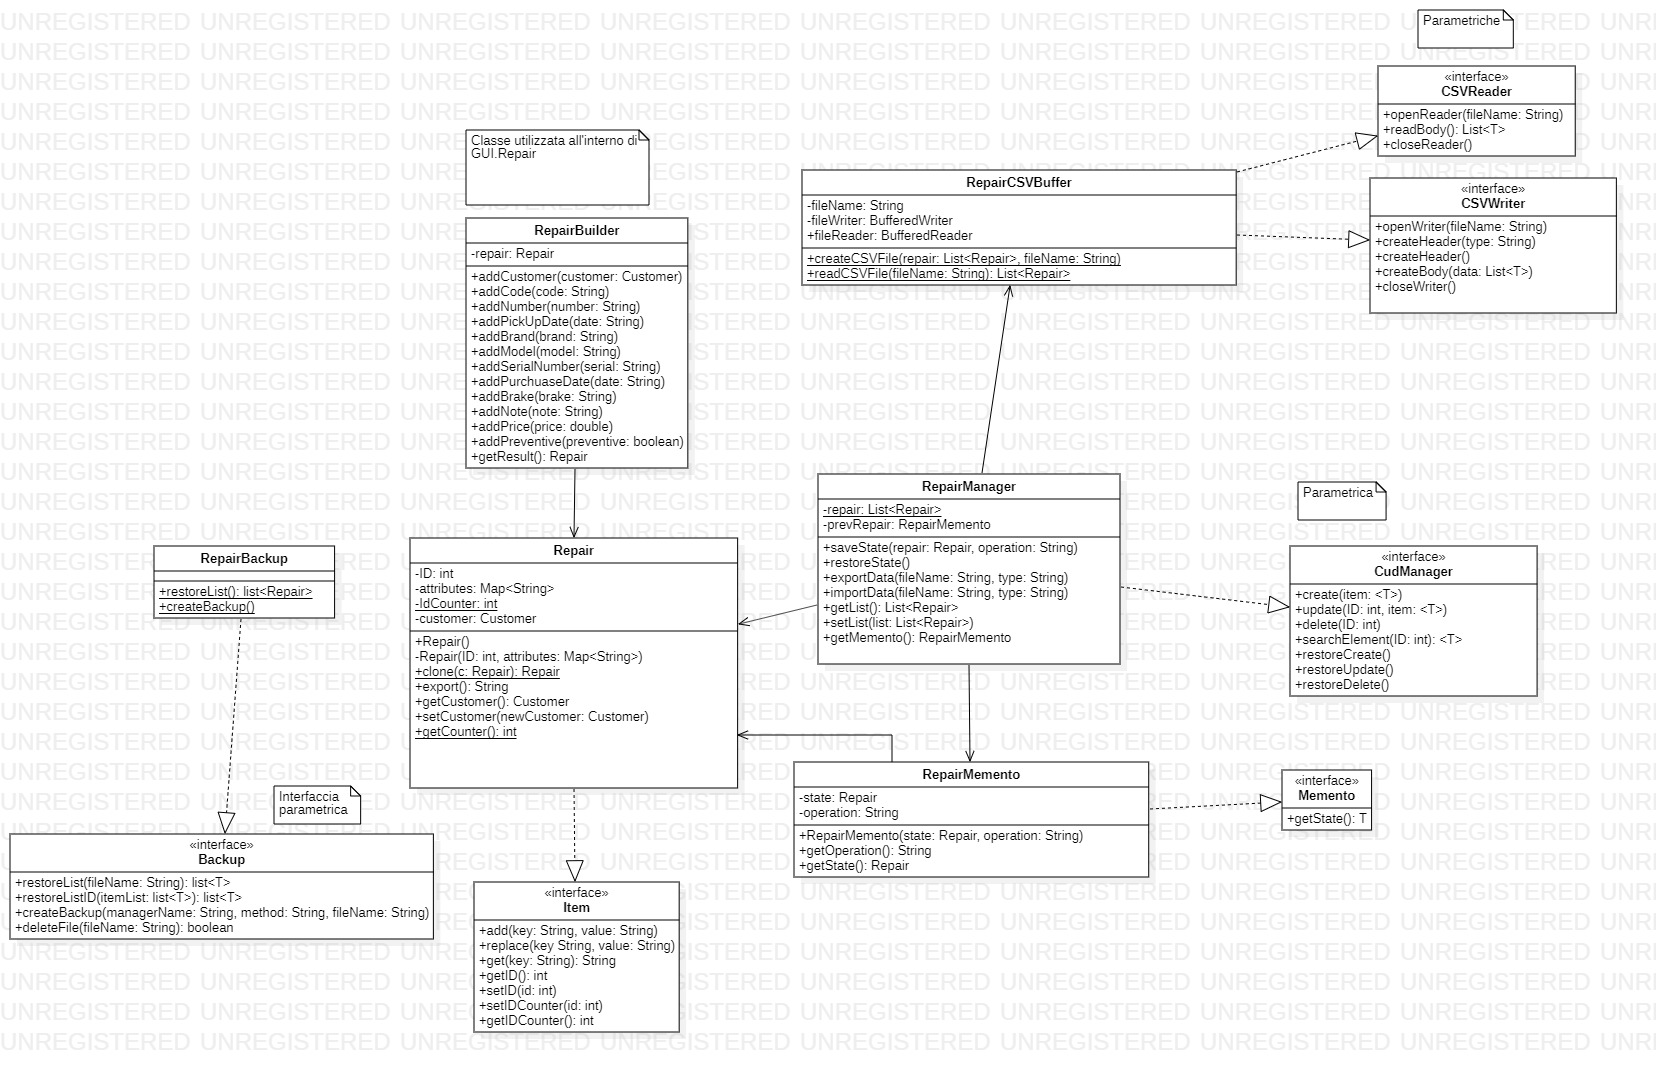 Parametriche
«interface»
CSVReader
+openReader(fileName: String)
+readBody(): List<T>
+closeReader()
Classe utilizzata all'interno di
GUI.Repair
RepairCSVBuffer
-fileName: String
-fileWriter: BufferedWriter
+fileReader: BufferedReader
+createCSVFile(repair: List<Repair>, fileName: String)
+readCSVFile(fileName: String): List<Repair>
«interface»
CSVWriter
+openWriter(fileName: String)
+createHeader(type: String)
+createHeader()
+createBody(data: List<T>)
+closeWriter()
RepairBuilder
-repair: Repair
+addCustomer(customer: Customer)
+addCode(code: String)
+addNumber(number: String)
+addPickUpDate(date: String)
+addBrand(brand: String)
+addModel(model: String)
+addSerialNumber(serial: String)
+addPurchuaseDate(date: String)
+addBrake(brake: String)
+addNote(note: String)
+addPrice(price: double)
+addPreventive(preventive: boolean)
+getResult(): Repair
RepairManager
-repair: List<Repair>
-prevRepair: RepairMemento
+saveState(repair: Repair, operation: String)
+restoreState()
+exportData(fileName: String, type: String)
+importData(fileName: String, type: String)
+getList(): List<Repair>
+setList(list: List<Repair>)
+getMemento(): RepairMemento
Parametrica
«interface»
CudManager
+create(item: <T>)
+update(ID: int, item: <T>)
+delete(ID: int)
+searchElement(ID: int): <T>
+restoreCreate()
+restoreUpdate()
+restoreDelete()
RepairBackup
+restoreList(): list<Repair>
+createBackup()
Repair
-ID: int
-attributes: Map<String>
-IdCounter: int
-customer: Customer
+Repair()
-Repair(ID: int, attributes: Map<String>)
+clone(c: Repair): Repair
+export(): String
+getCustomer(): Customer
+setCustomer(newCustomer: Customer)
+getCounter(): int
RepairMemento
-state: Repair
-operation: String
+RepairMemento(state: Repair, operation: String)
+getOperation(): String
+getState(): Repair
«interface»
Memento
+getState(): T
Interfaccia
parametrica
«interface»
Backup
+restoreList(fileName: String): list<T>
+restoreListID(itemList: list<T>): list<T>
+createBackup(managerName: String, method: String, fileName: String)
+deleteFile(fileName: String): boolean
«interface»
Item
+add(key: String, value: String)
+replace(key String, value: String)
+get(key: String): String
+getID(): int
+setID(id: int)
+setIDCounter(id: int)
+getIDCounter(): int